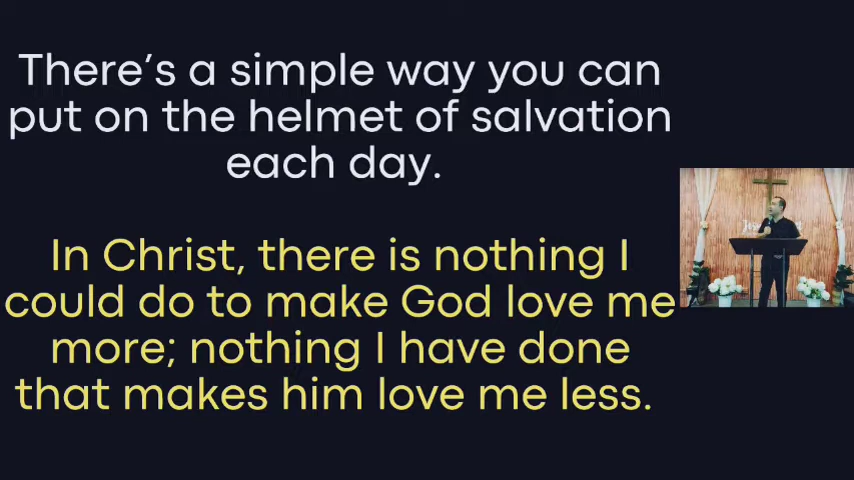 There's a simple way you can
put on the helmet of salvation
each day.
In Christ, there is nothing I
could do to make God love me
more; nothing I have done
that makes him love me less.